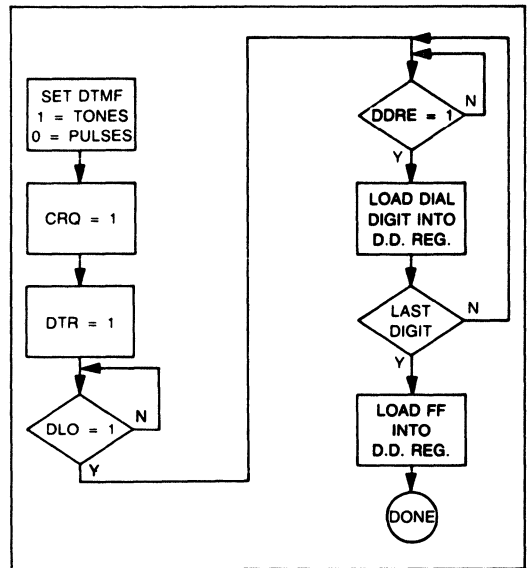 SET DTMF
1 = TONES
0 = PULSES
CRQ = 1
DTR = 1
DLO = 1
N
Y
DDRE = 1
N
Y
LOAD DIAL
DIGIT INTO
D.D. REG.
LAST
DIGIT
N
Y
LOAD FF
INTO
D.D. REG.
DONE